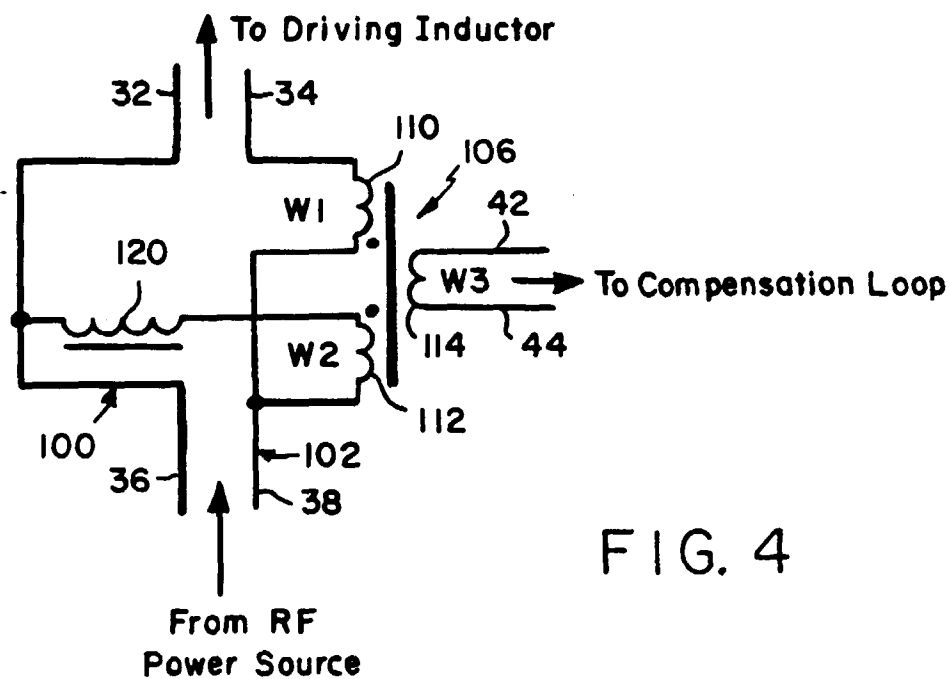 To Driving Inductor
32
34
110
106
W1
42
120
W3
To Compensation Loop
W2
114
44
112
100
102
36
38
FIG. 4
From RF
Power Source